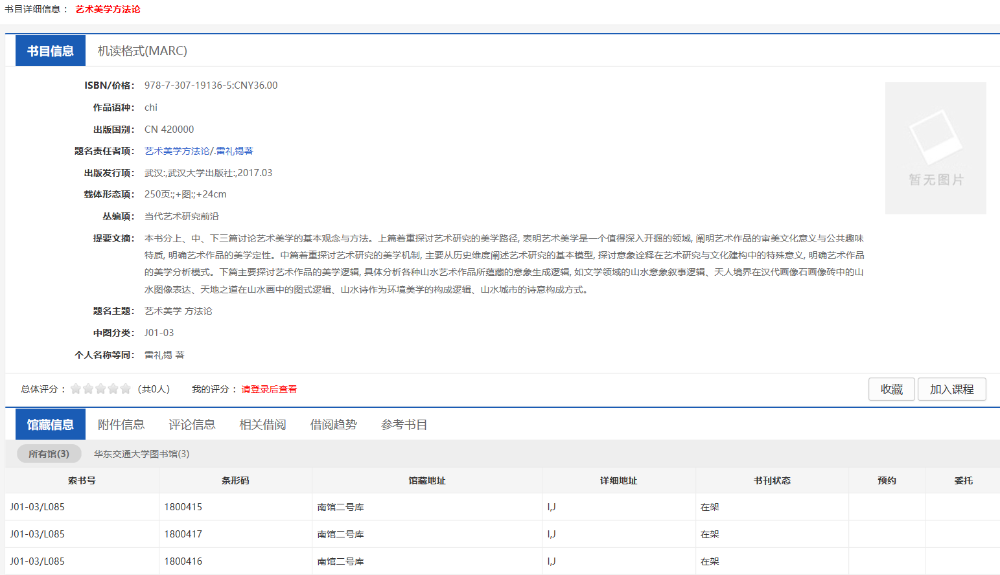 书目详细信息： 艺术美学方法论
书目信息 机读格式(MARC)
ISBN/价格： 978-7-307-19136-5:CNY36.00
作品语种： chi
出版国别： CN 420000
题名责任者项： 艺术美学方法论/.雷礼锡著
出版发行项： 武汉:,武汉大学出版社:,2017.03
载体形态项： 250页:;+图:;+24cm
丛编项： 当代艺术研究前沿
提要文摘： 本书分上、中、下三篇讨论艺术美学的基本观念与方法。上篇着重探讨艺术研究的美学路径, 表明艺术美学是一个值得深入开掘的领域, 阐明艺术作品的审美文化意义与公共趣味
特质, 明确艺术作品的美学定性。中篇着重探讨艺术研究的美学机制, 主要从历史维度阐述艺术研究的基本模型, 探讨意象诠释在艺术研究与文化建构中的特殊意义, 明确艺术作品
的美学分析模式。下篇主要探讨艺术作品的美学逻辑, 具体分析各种山水艺术作品所蕴藏的意象生成逻辑, 如文学领域的山水意象叙事逻辑、天人境界在汉代画像石画像砖中的山
水图像表达、天地之道在山水画中的图式逻辑、山水诗作为环境美学的构成逻辑、山水城市的诗意构成方式。
题名主题： 艺术美学 方法论
中图分类： J01-03
个人名称等同： 雷礼锡 著
暂无图片
总体评分： (共0人) 我的评分： 请登录后查看 收藏 加入课程
馆藏信息 附件信息 评论信息 相关借阅 借阅趋势 参考书目
所有馆(3) 华东交通大学图书馆(3)
索书号 条形码 馆藏地址 详细地址 书刊状态 预约 委托
J01-03/L085 1800415 南馆二号库 I,J 在架
J01-03/L085 1800417 南馆二号库 I,J 在架
J01-03/L085 1800416 南馆二号库 I,J 在架